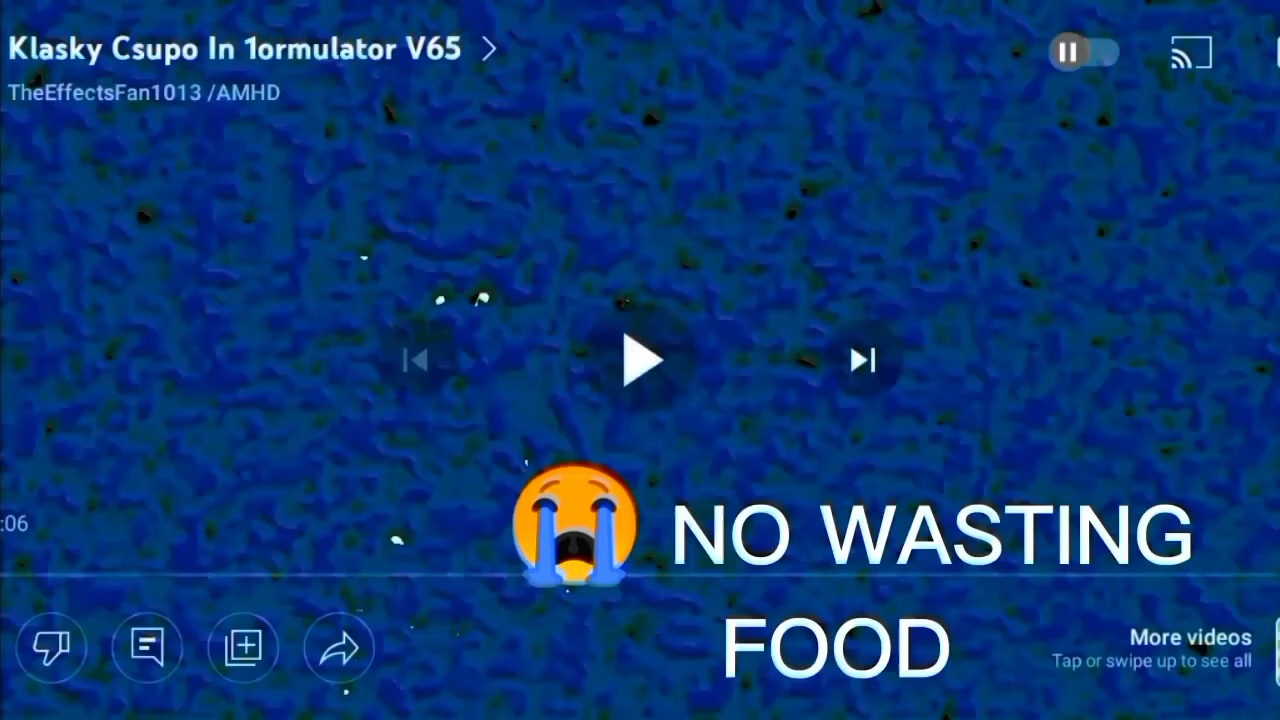 Klasky Csupo In 1ormulator V65
TheEffectsFan1013 /AMHD
:06
NO WASTING
FOOD
More videos
Tap or swipe up to see all